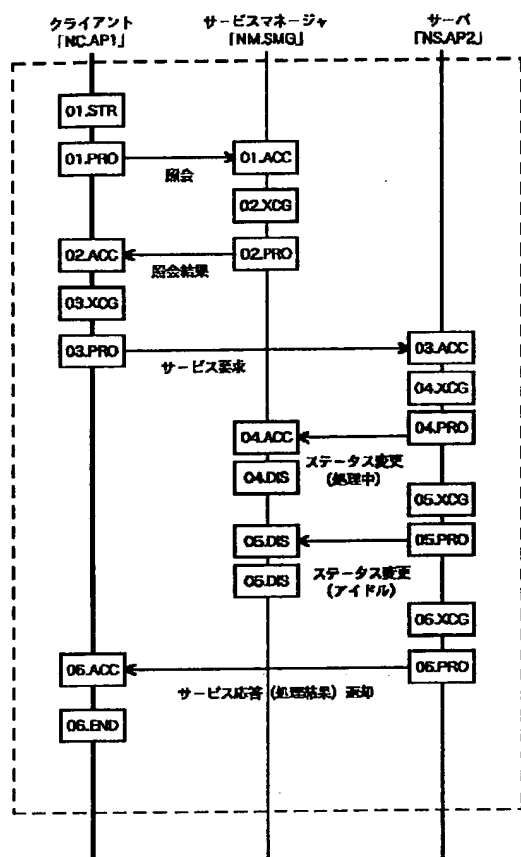 クライアント
「NC.AP1」
サービスマネージャ
「NM.SMG」
サーバ
「NS.AP2」
01.STR
01.PRO
01.ACC
照会
02.XCG
02.ACC
02.PRO
照会結果
03.XCG
03.PRO
03.ACC
サービス要求
04.XCG
04.ACC
04.PRO
ステータス変更
(処理中)
04.DIS
05.XCG
05.DIS
05.PRO
ステータス変更
(アイドル)
05.DIS
06.XCG
06.ACC
06.PRO
サービス応答(処理結果)返却
06.END